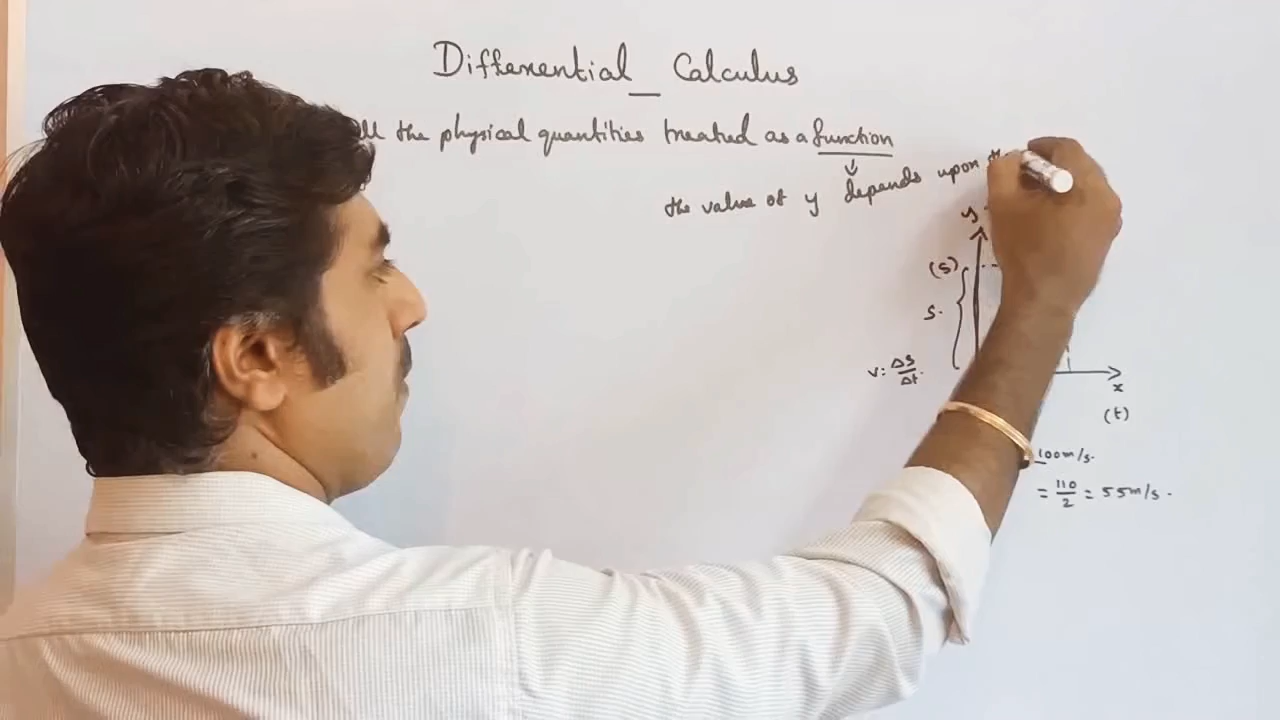 Differential _ Calculus
the physical quantities treated as a function
the value of y depends upon
y
(s)
s.
v: Δs/Δt.
x
(t)
100m/s.
= 110/2 = 55m/s.